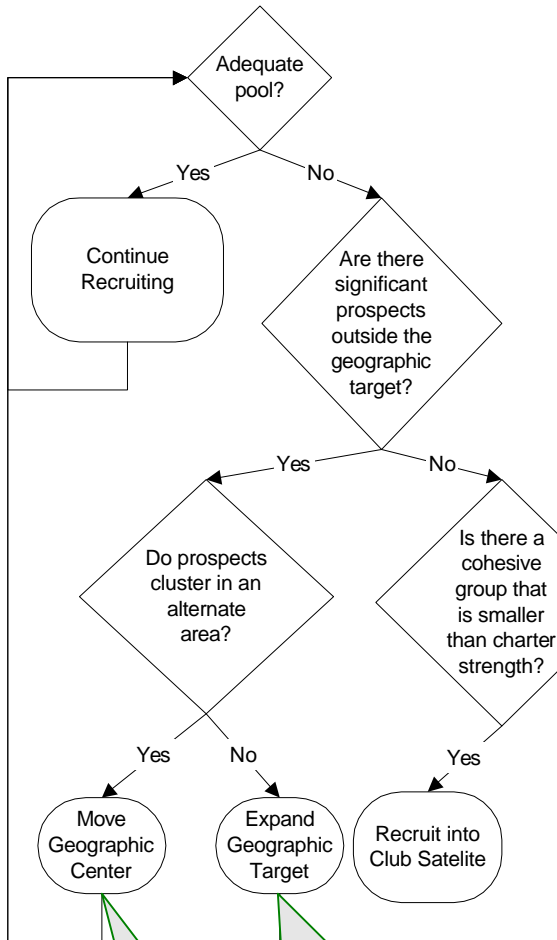 Adequate
pool?
Yes
No
Continue
Recruiting
Are there
significant
prospects
outside the
geographic
target?
Yes
No
Do prospects
cluster in an
alternate
area?
Is there a
cohesive
group that
is smaller
than charter
strength?
Yes
No
Yes
Move
Geographic
Center
Expand
Geographic
Target
Recruit into
Club Satelite